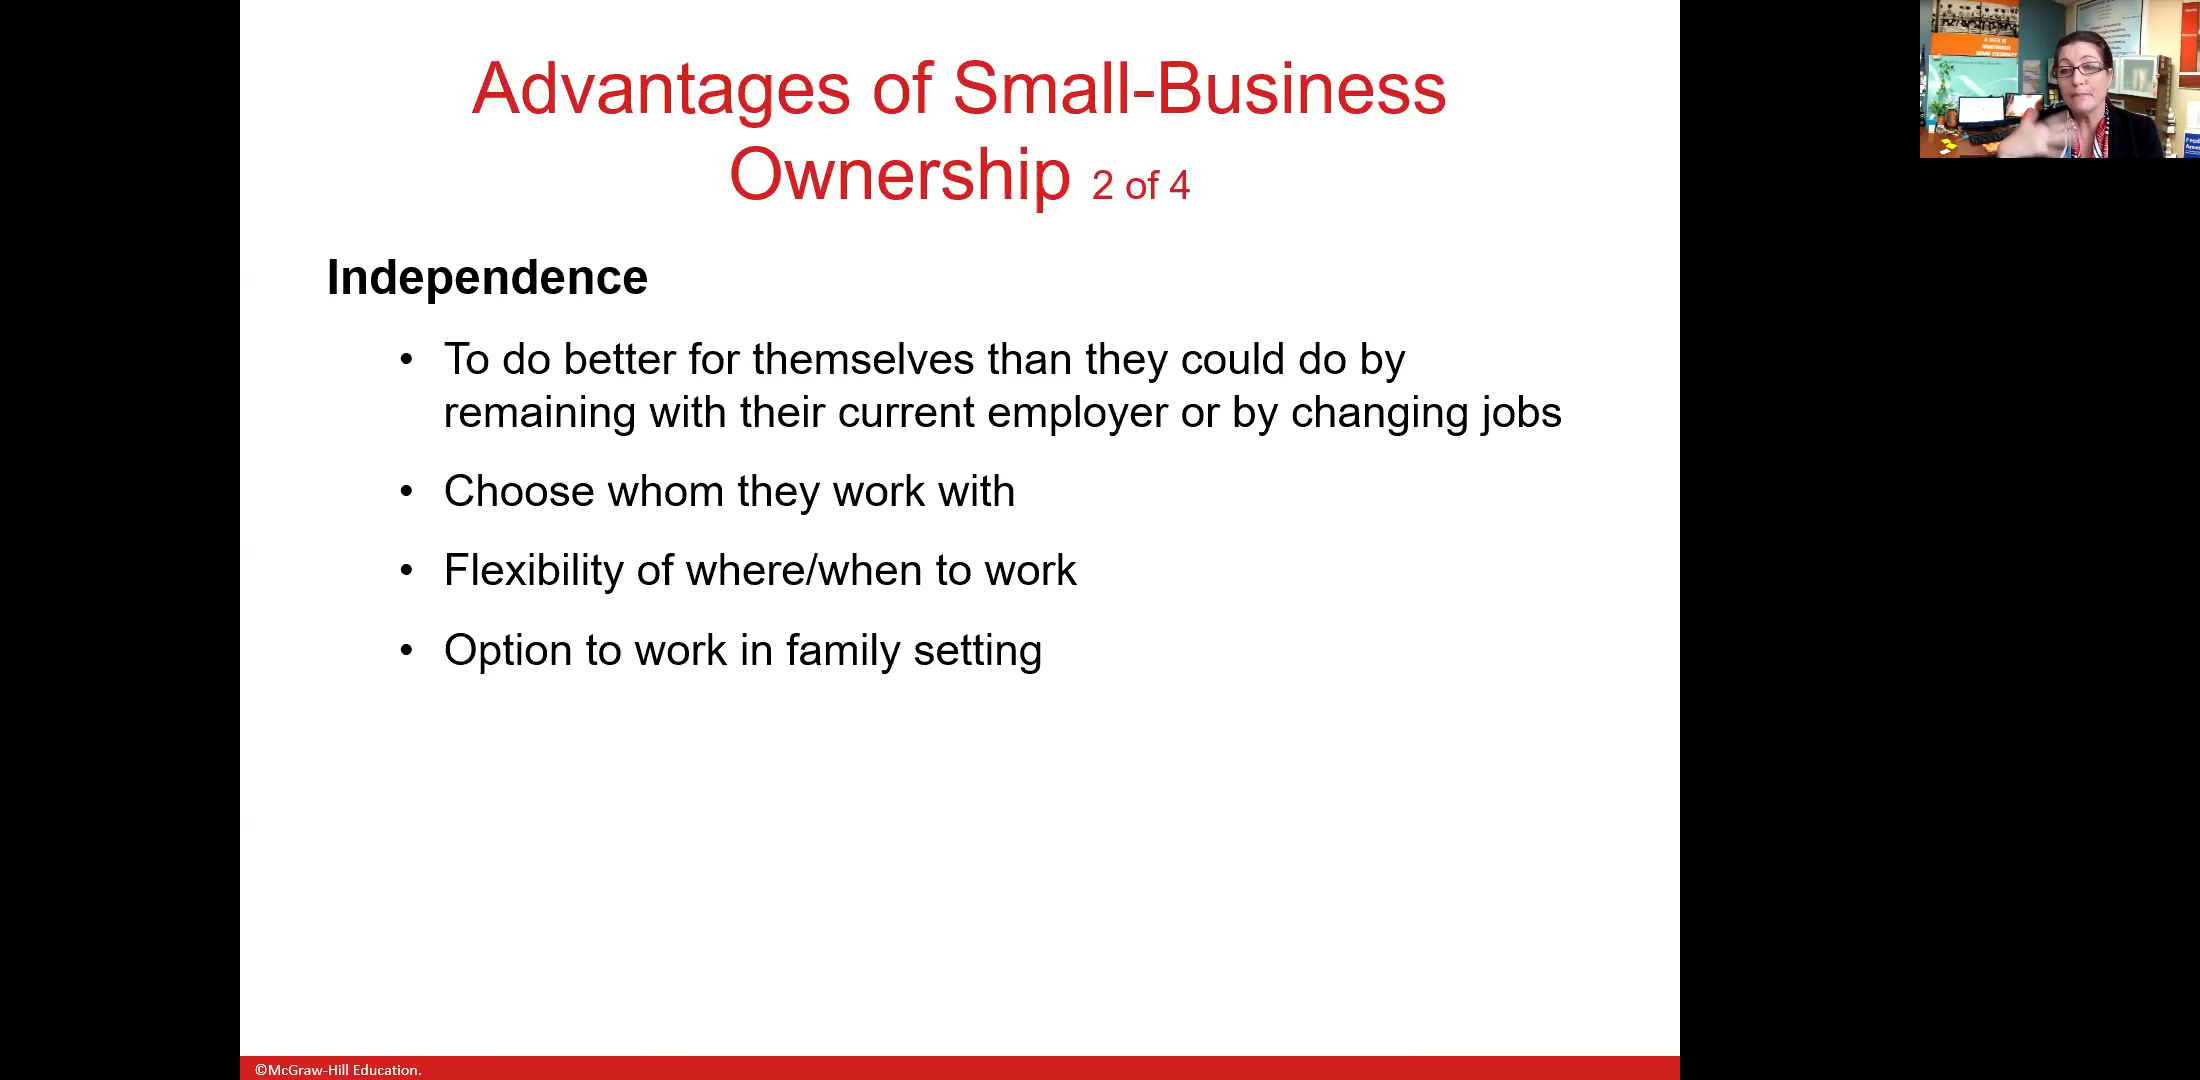 Advantages of Small-Business
Ownership 2 of 4
Independence
• To do better for themselves than they could do by
remaining with their current employer or by changing jobs
• Choose whom they work with
• Flexibility of where/when to work
• Option to work in family setting
©McGraw-Hill Education.